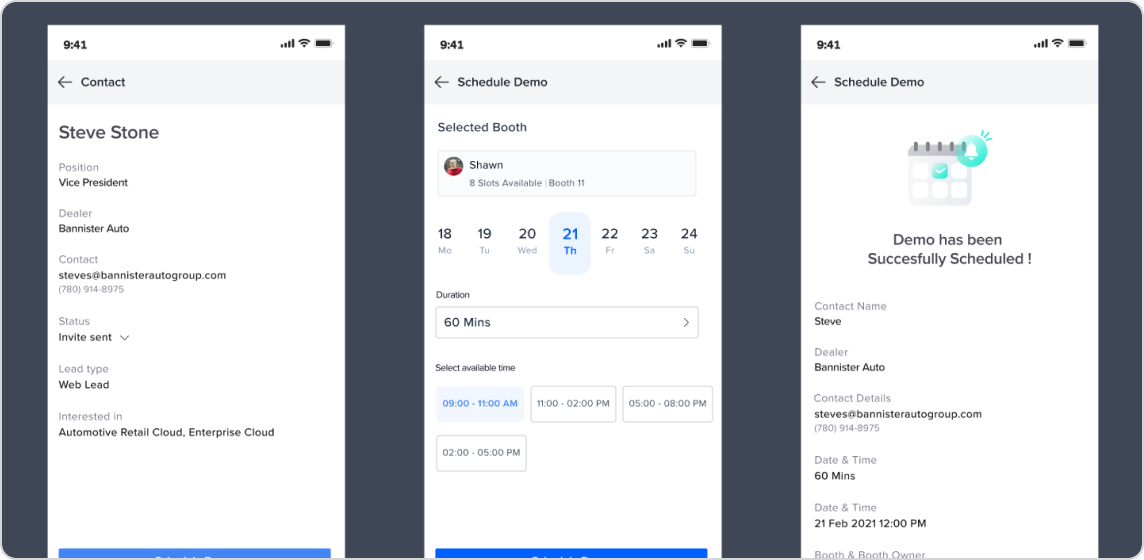 9:41
Contact
Steve Stone
Position
Vice President
Dealer
Bannister Auto
Contact
steves@bannisterautogroup.com
(780) 914-8975
Status
Invite sent
Lead type
Web Lead
Interested in
Automotive Retail Cloud, Enterprise Cloud
9:41
Schedule Demo
Selected Booth
Shawn
8 Slots Available | Booth 11
18 19 20 21 22 23 24
Mo Tu Wed Th Fr Sa Su
Duration
60 Mins
Select available time
09:00 - 11:00 AM 11:00 - 02:00 PM 05:00 - 08:00 PM
02:00 - 05:00 PM
9:41
Schedule Demo
Demo has been
Succesfully Scheduled !
Contact Name
Steve
Dealer
Bannister Auto
Contact Details
steves@bannisterautogroup.com
(780) 914-8975
Date & Time
60 Mins
Date & Time
21 Feb 2021 12:00 PM
Booth & Booth Owner